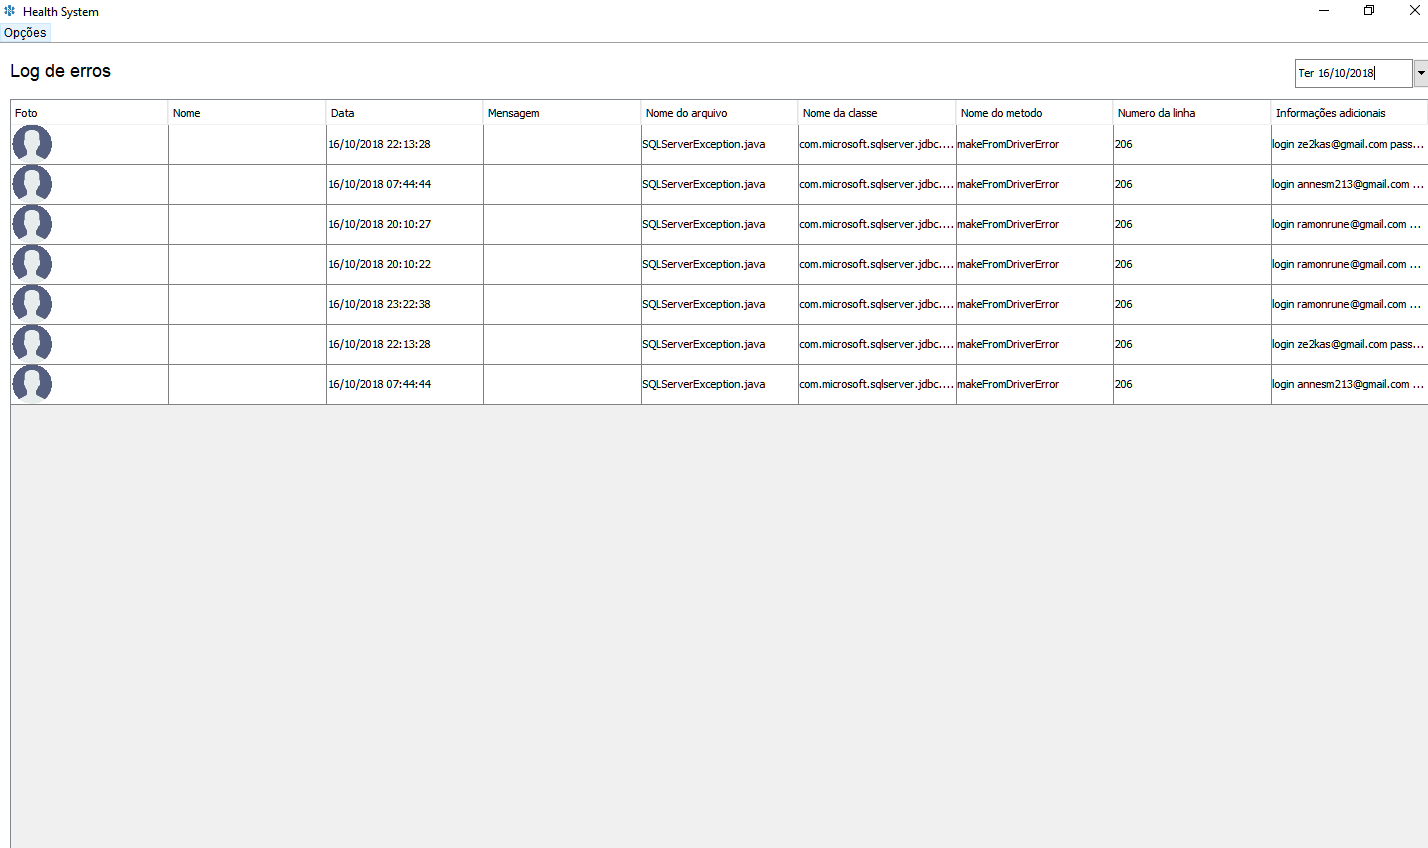 Health System
Opções
Log de erros
Ter 16/10/2018
Foto Nome Data Mensagem Nome do arquivo Nome da classe Nome do metodo Numero da linha Informações adicionais
16/10/2018 22:13:28 SQLServerException.java com.microsoft.sqlserver.jdbc.... makeFromDriverError 206 login ze2kas@gmail.com pass...
16/10/2018 07:44:44 SQLServerException.java com.microsoft.sqlserver.jdbc.... makeFromDriverError 206 login annesm213@gmail.com ...
16/10/2018 20:10:27 SQLServerException.java com.microsoft.sqlserver.jdbc.... makeFromDriverError 206 login ramonrune@gmail.com ...
16/10/2018 20:10:22 SQLServerException.java com.microsoft.sqlserver.jdbc.... makeFromDriverError 206 login ramonrune@gmail.com ...
16/10/2018 23:22:38 SQLServerException.java com.microsoft.sqlserver.jdbc.... makeFromDriverError 206 login ramonrune@gmail.com ...
16/10/2018 22:13:28 SQLServerException.java com.microsoft.sqlserver.jdbc.... makeFromDriverError 206 login ze2kas@gmail.com pass...
16/10/2018 07:44:44 SQLServerException.java com.microsoft.sqlserver.jdbc.... makeFromDriverError 206 login annesm213@gmail.com ...